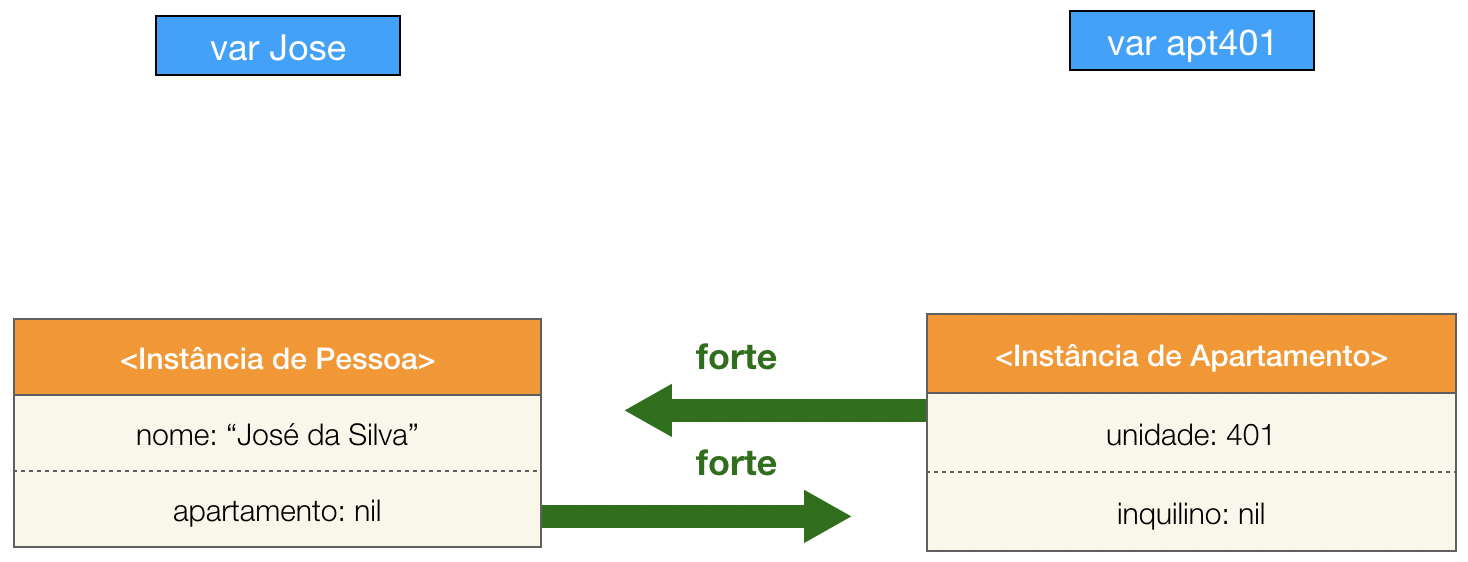 var Jose
var apt401
<Instância de Pessoa>
nome: “José da Silva”
apartamento: nil
forte
forte
<Instância de Apartamento>
unidade: 401
inquilino: nil